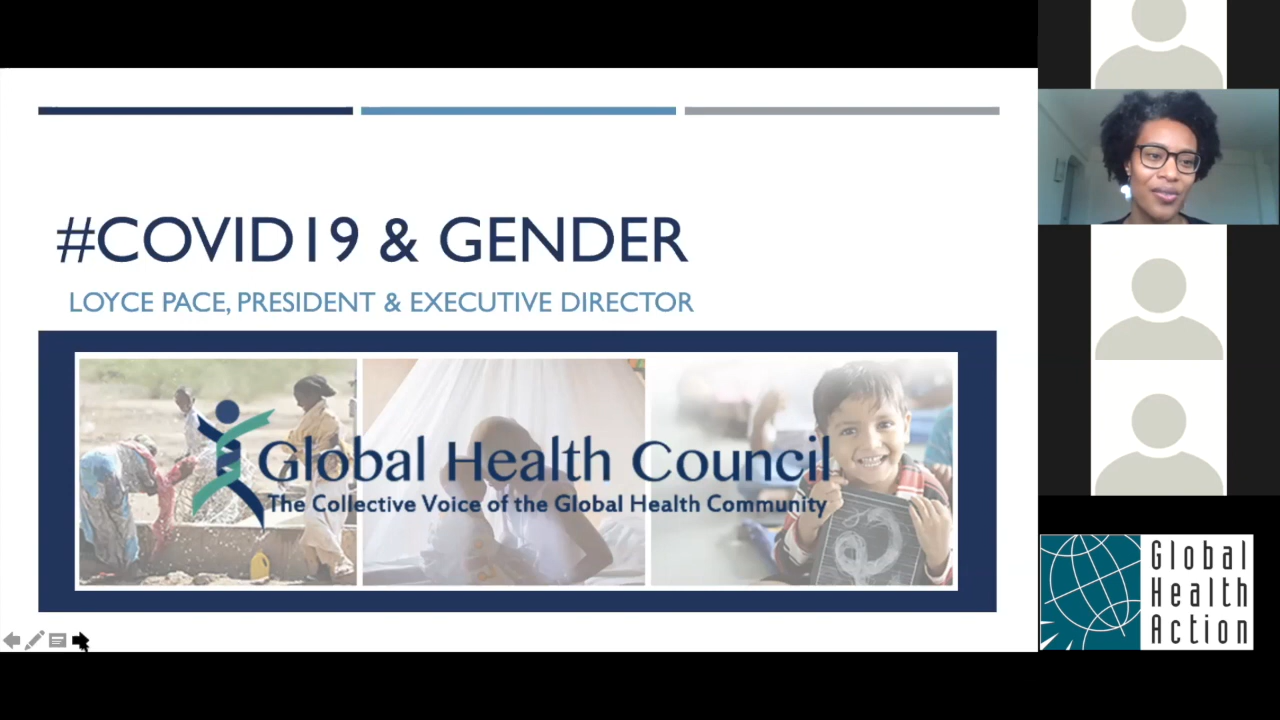 #COVID19 & GENDER
LOYCE PACE, PRESIDENT & EXECUTIVE DIRECTOR
Global Health Council
The Collective Voice of the Global Health Community
Global
Health
Action